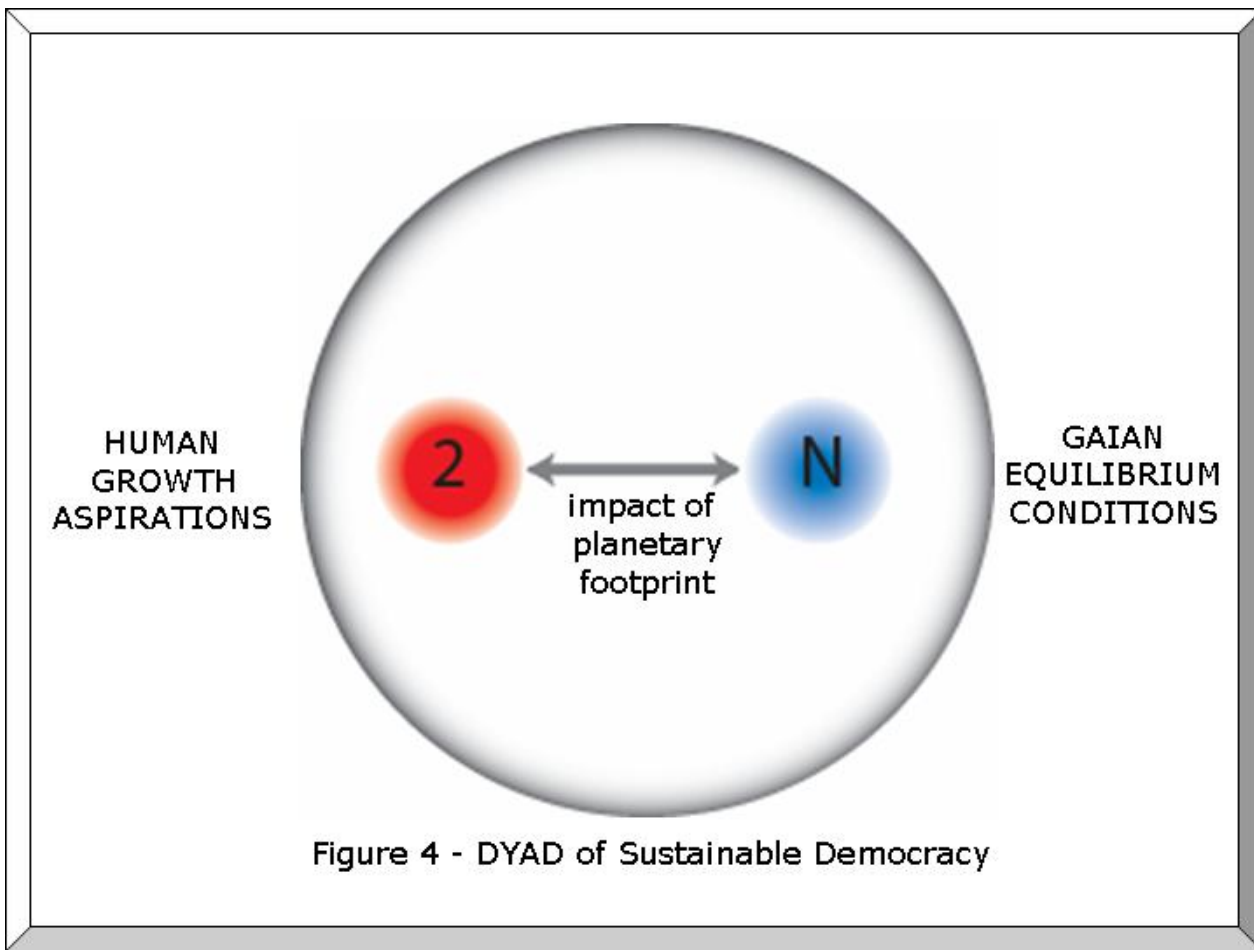 HUMAN
GROWTH
ASPIRATIONS
2
N
impact of
planetary
footprint
GAIAN
EQUILIBRIUM
CONDITIONS
Figure 4 - DYAD of Sustainable Democracy